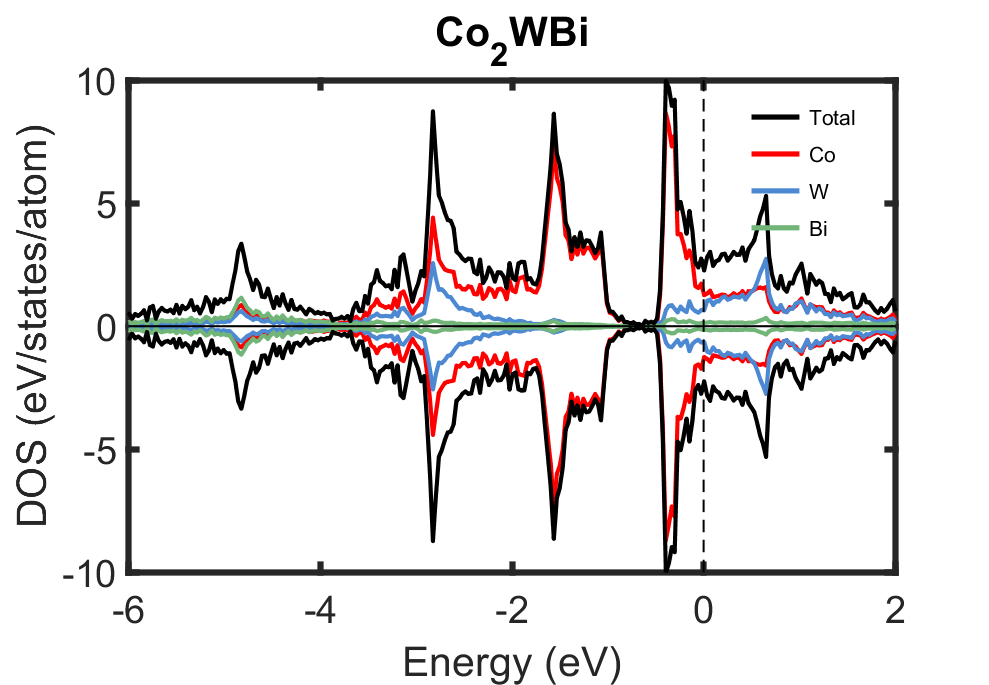 Co₂WBi
10
5
0
-5
-10
DOS (eV/states/atom)
Total
Co
W
Bi
-6 -4 -2 0 2
Energy (eV)